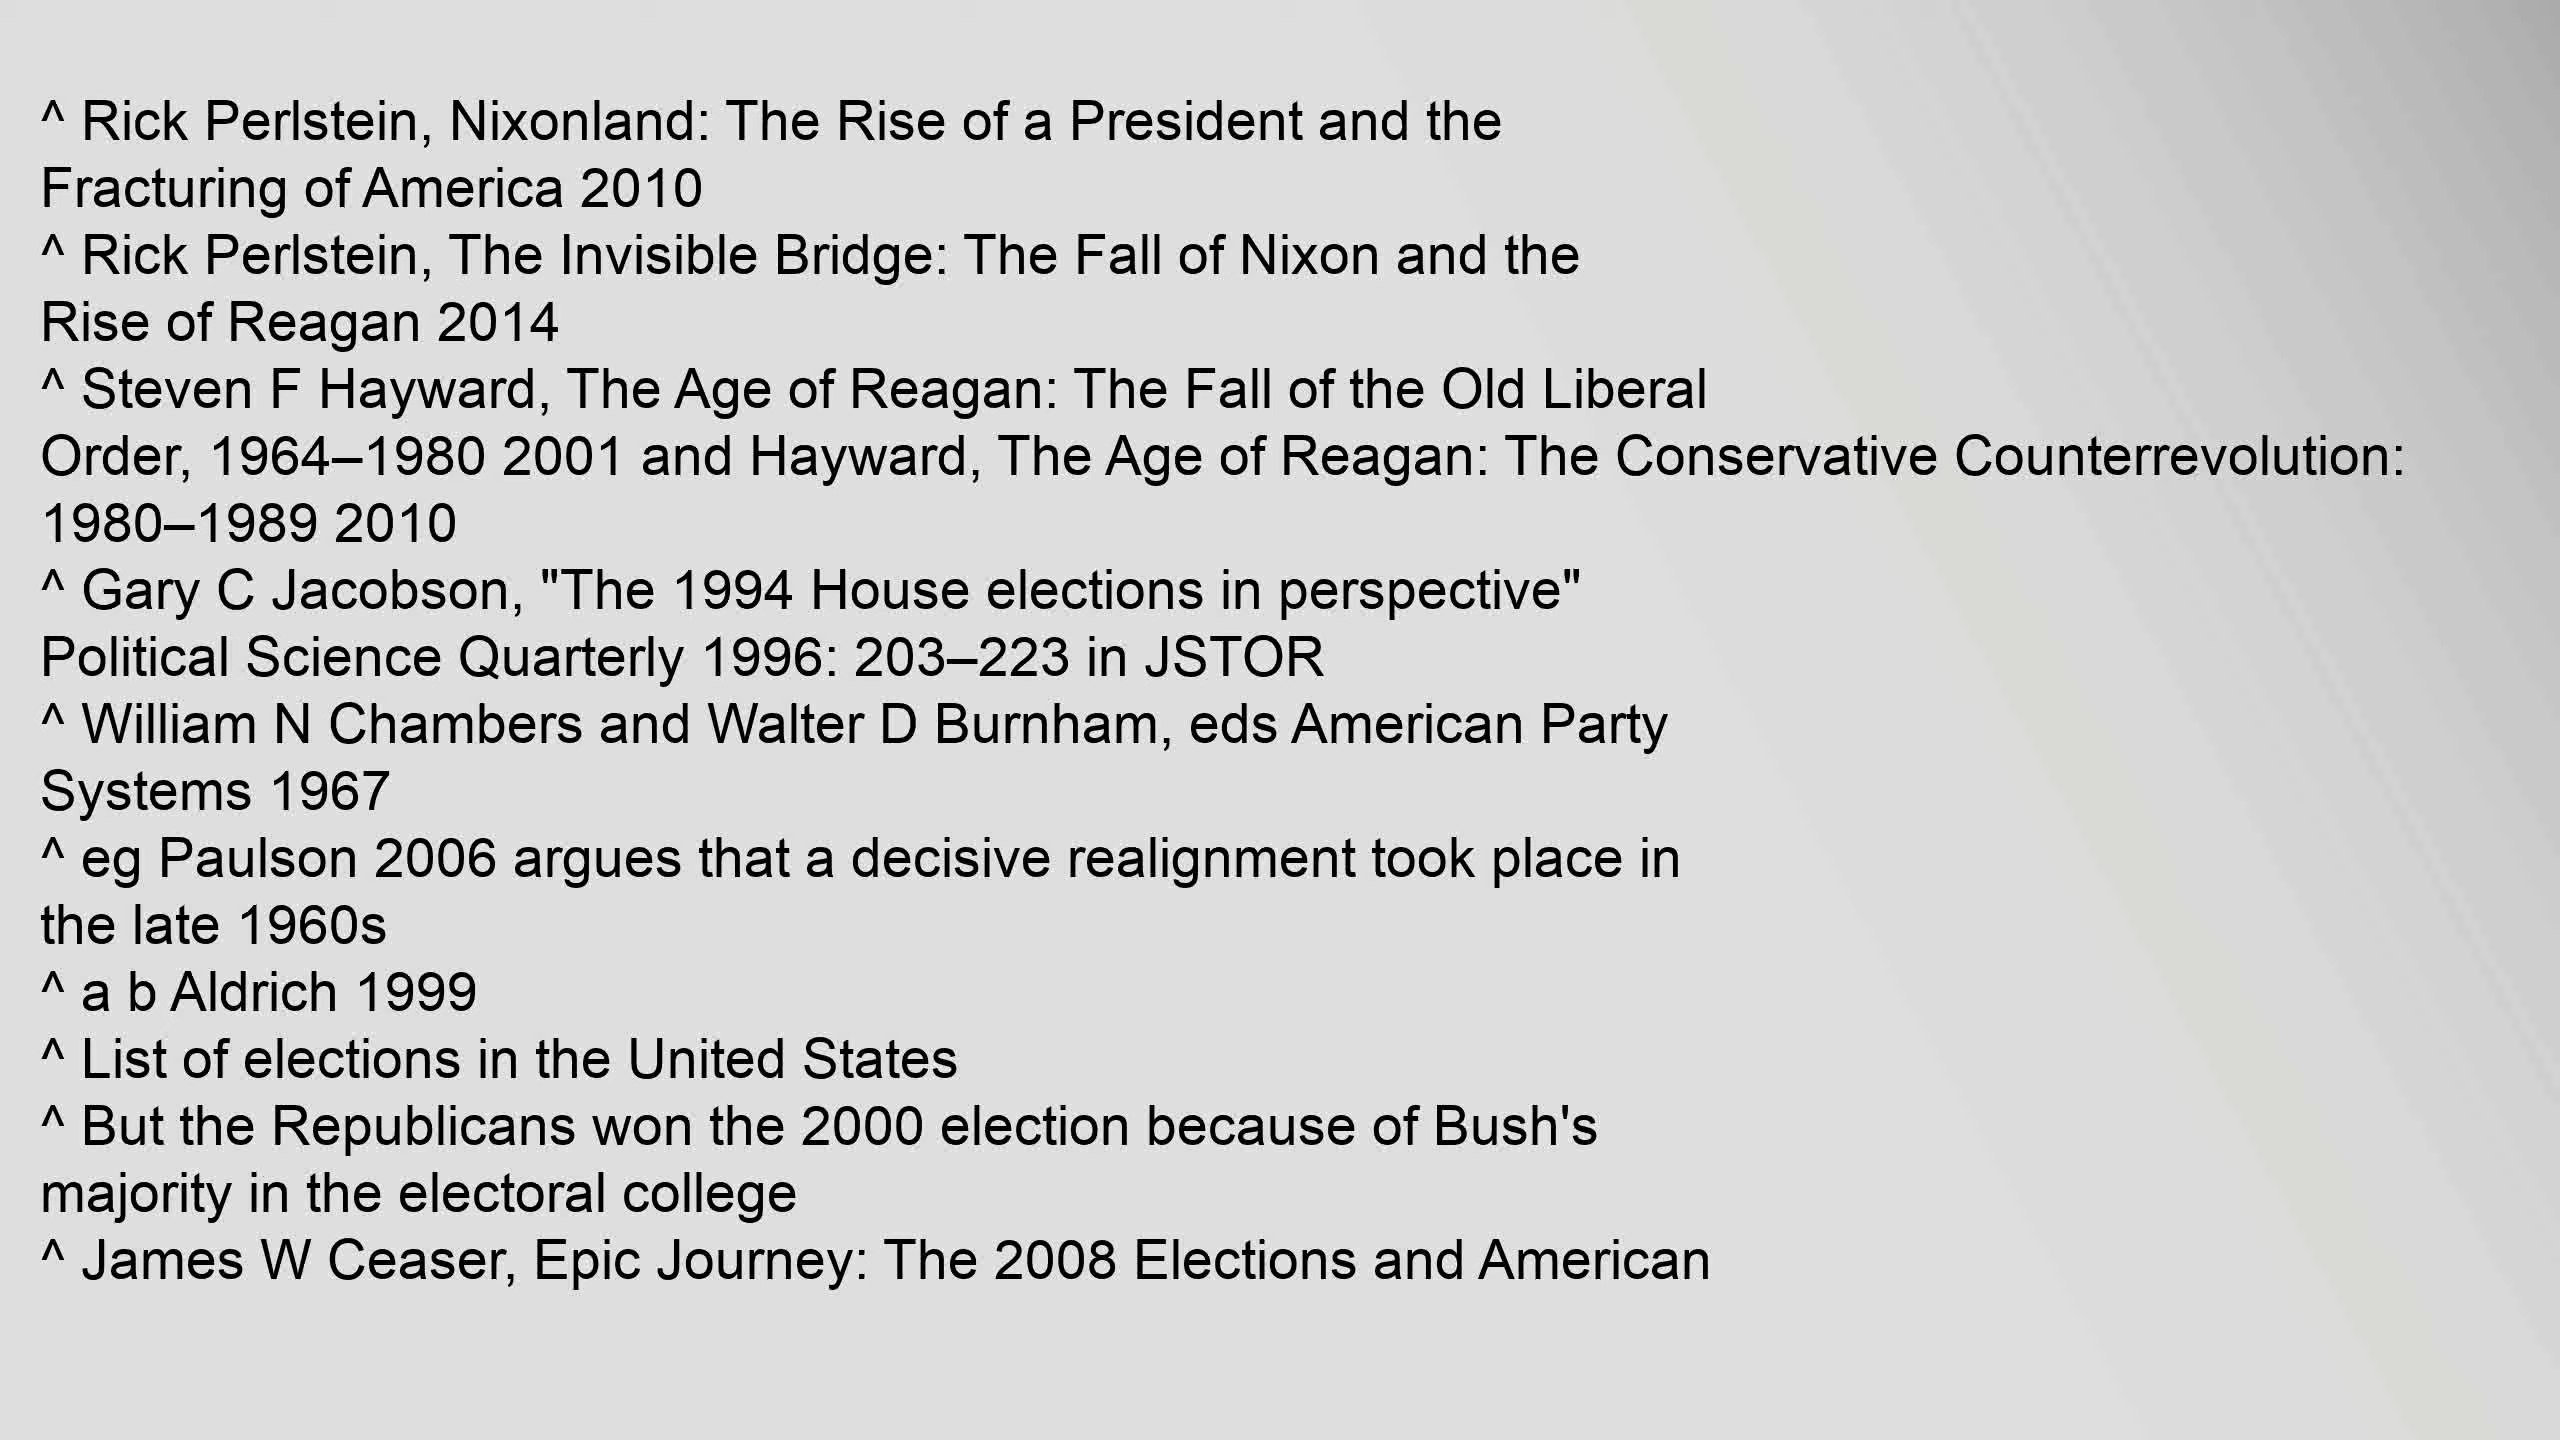 ^ Rick Perlstein, Nixonland: The Rise of a President and the
Fracturing of America 2010
^ Rick Perlstein, The Invisible Bridge: The Fall of Nixon and the
Rise of Reagan 2014
^ Steven F Hayward, The Age of Reagan: The Fall of the Old Liberal
Order, 1964–1980 2001 and Hayward, The Age of Reagan: The Conservative Counterrevolution:
1980–1989 2010
^ Gary C Jacobson, "The 1994 House elections in perspective"
Political Science Quarterly 1996: 203–223 in JSTOR
^ William N Chambers and Walter D Burnham, eds American Party
Systems 1967
^ eg Paulson 2006 argues that a decisive realignment took place in
the late 1960s
^ a b Aldrich 1999
^ List of elections in the United States
^ But the Republicans won the 2000 election because of Bush's
majority in the electoral college
^ James W Ceaser, Epic Journey: The 2008 Elections and American